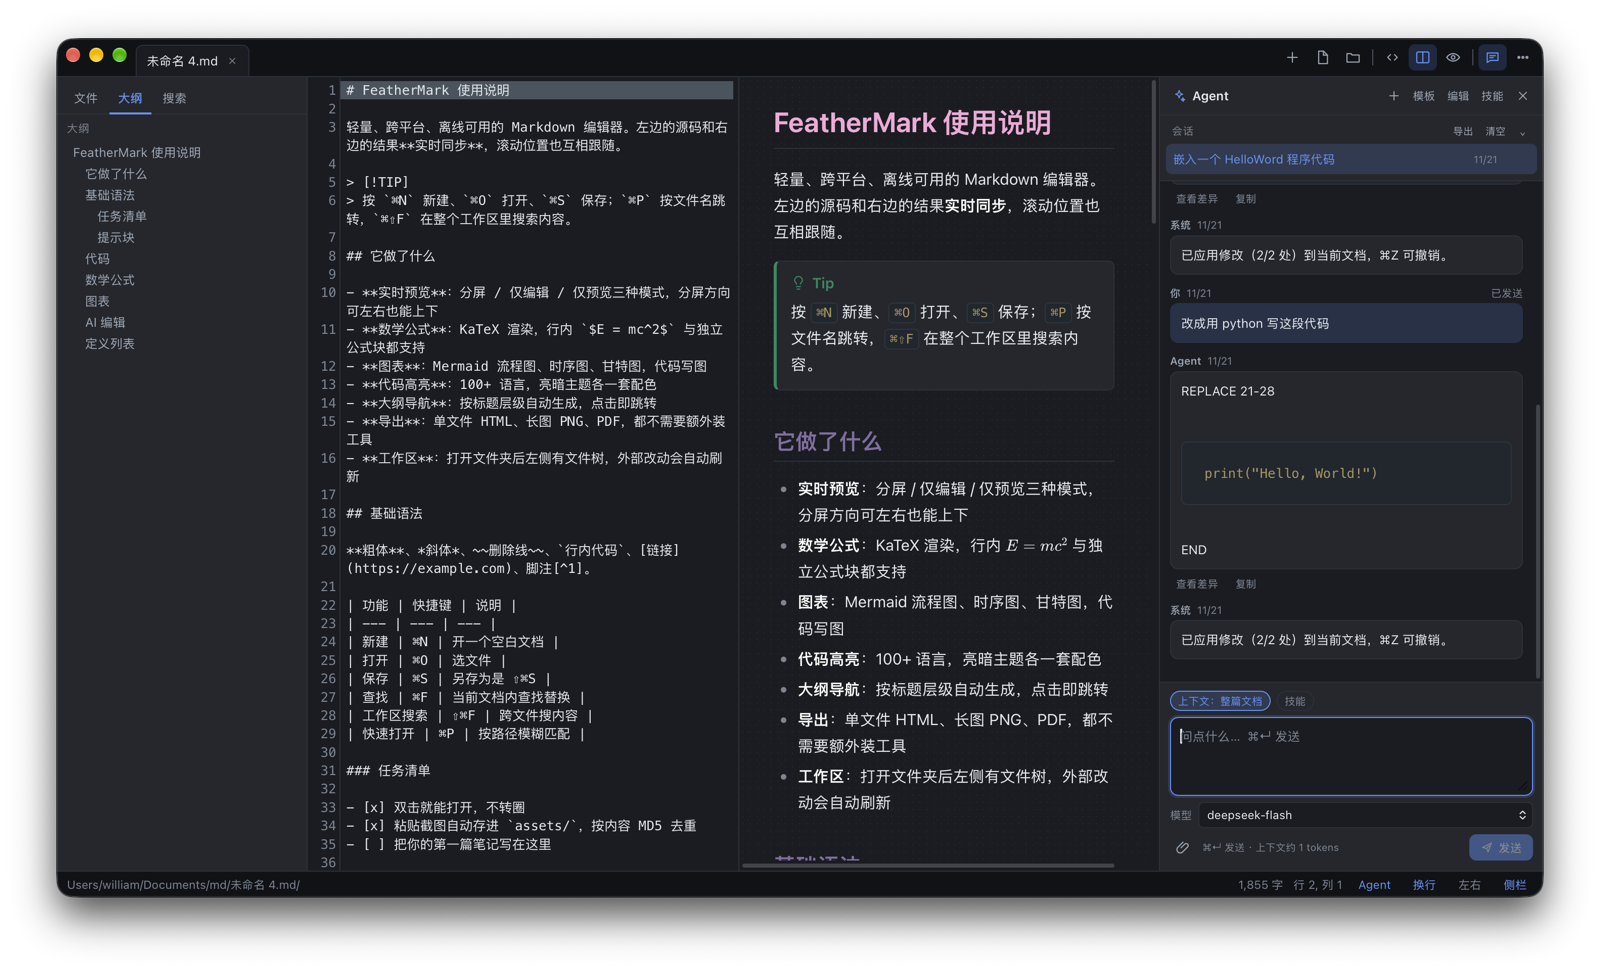 未命名 4.md
文件 大纲 搜索
大纲
FeatherMark 使用说明
它做了什么
基础语法
任务清单
提示块
代码
数学公式
图表
AI 编辑
定义列表
1 # FeatherMark 使用说明
2
3 轻量、跨平台、离线可用的 Markdown 编辑器。左边的源码和右
边的结果**实时同步**，滚动位置也互相跟随。
4
5 > [!TIP]
6 > 按 `⌘N` 新建、`⌘O` 打开、`⌘S` 保存；`⌘P` 按文件名跳
转，`⌘⇧F` 在整个工作区里搜索内容。
7
8 ## 它做了什么
9
10 - **实时预览**：分屏 / 仅编辑 / 仅预览三种模式，分屏方向
可左右也能上下
11 - **数学公式**：KaTeX 渲染，行内 `$E = mc^2$` 与独立
公式块都支持
12 - **图表**：Mermaid 流程图、时序图、甘特图，代码写图
13 - **代码高亮**：100+ 语言，亮暗主题各一套配色
14 - **大纲导航**：按标题层级自动生成，点击即跳转
15 - **导出**：单文件 HTML、长图 PNG、PDF，都不需要额外装
工具
16 - **工作区**：打开文件夹后左侧有文件树，外部改动会自动刷
新
17
18 ## 基础语法
19
20 **粗体**、*斜体*、~~删除线~~、`行内代码`、[链接]
(https://example.com)、脚注[^1]。
21
22 | 功能 | 快捷键 | 说明 |
23 | --- | --- | --- |
24 | 新建 | ⌘N | 开一个空白文档 |
25 | 打开 | ⌘O | 选文件 |
26 | 保存 | ⌘S | 另存为是 ⇧⌘S |
27 | 查找 | ⌘F | 当前文档内查找替换 |
28 | 工作区搜索 | ⇧⌘F | 跨文件搜内容 |
29 | 快速打开 | ⌘P | 按路径模糊匹配 |
30
31 ### 任务清单
32
33 - [x] 双击就能打开，不转圈
34 - [x] 粘贴截图自动存进 `assets/`，按内容 MD5 去重
35 - [ ] 把你的第一篇笔记写在这里
36
FeatherMark 使用说明
轻量、跨平台、离线可用的 Markdown 编辑器。
左边的源码和右边的结果实时同步，滚动位置也
互相跟随。
Tip
按 ⌘N 新建、 ⌘O 打开、 ⌘S 保存； ⌘P 按
文件名跳转， ⌘⇧F 在整个工作区里搜索内
容。
它做了什么
• 实时预览：分屏 / 仅编辑 / 仅预览三种模式，
分屏方向可左右也能上下
• 数学公式：KaTeX 渲染，行内 E = mc² 与独
立公式块都支持
• 图表：Mermaid 流程图、时序图、甘特图，代
码写图
• 代码高亮：100+ 语言，亮暗主题各一套配色
• 大纲导航：按标题层级自动生成，点击即跳转
• 导出：单文件 HTML、长图 PNG、PDF，都不
需要额外装工具
• 工作区：打开文件夹后左侧有文件树，外部改
动会自动刷新
基础语法
Agent 模板 编辑 技能
会话 导出 清空
嵌入一个 HelloWord 程序代码 11/21
查看差异 复制
系统 11/21
已应用修改（2/2 处）到当前文档，⌘Z 可撤销。
你 11/21 已发送
改成用 python 写这段代码
Agent 11/21
REPLACE 21-28
print("Hello, World!")
END
查看差异 复制
系统 11/21
已应用修改（2/2 处）到当前文档，⌘Z 可撤销。
上下文：整篇文档 技能
问点什么… ⌘↵ 发送
模型 deepseek-flash
⌘↵ 发送 · 上下文约 1 tokens 发送
Users/william/Documents/md/未命名 4.md/
1,855 字 行 2, 列 1 Agent 换行 左右 侧栏